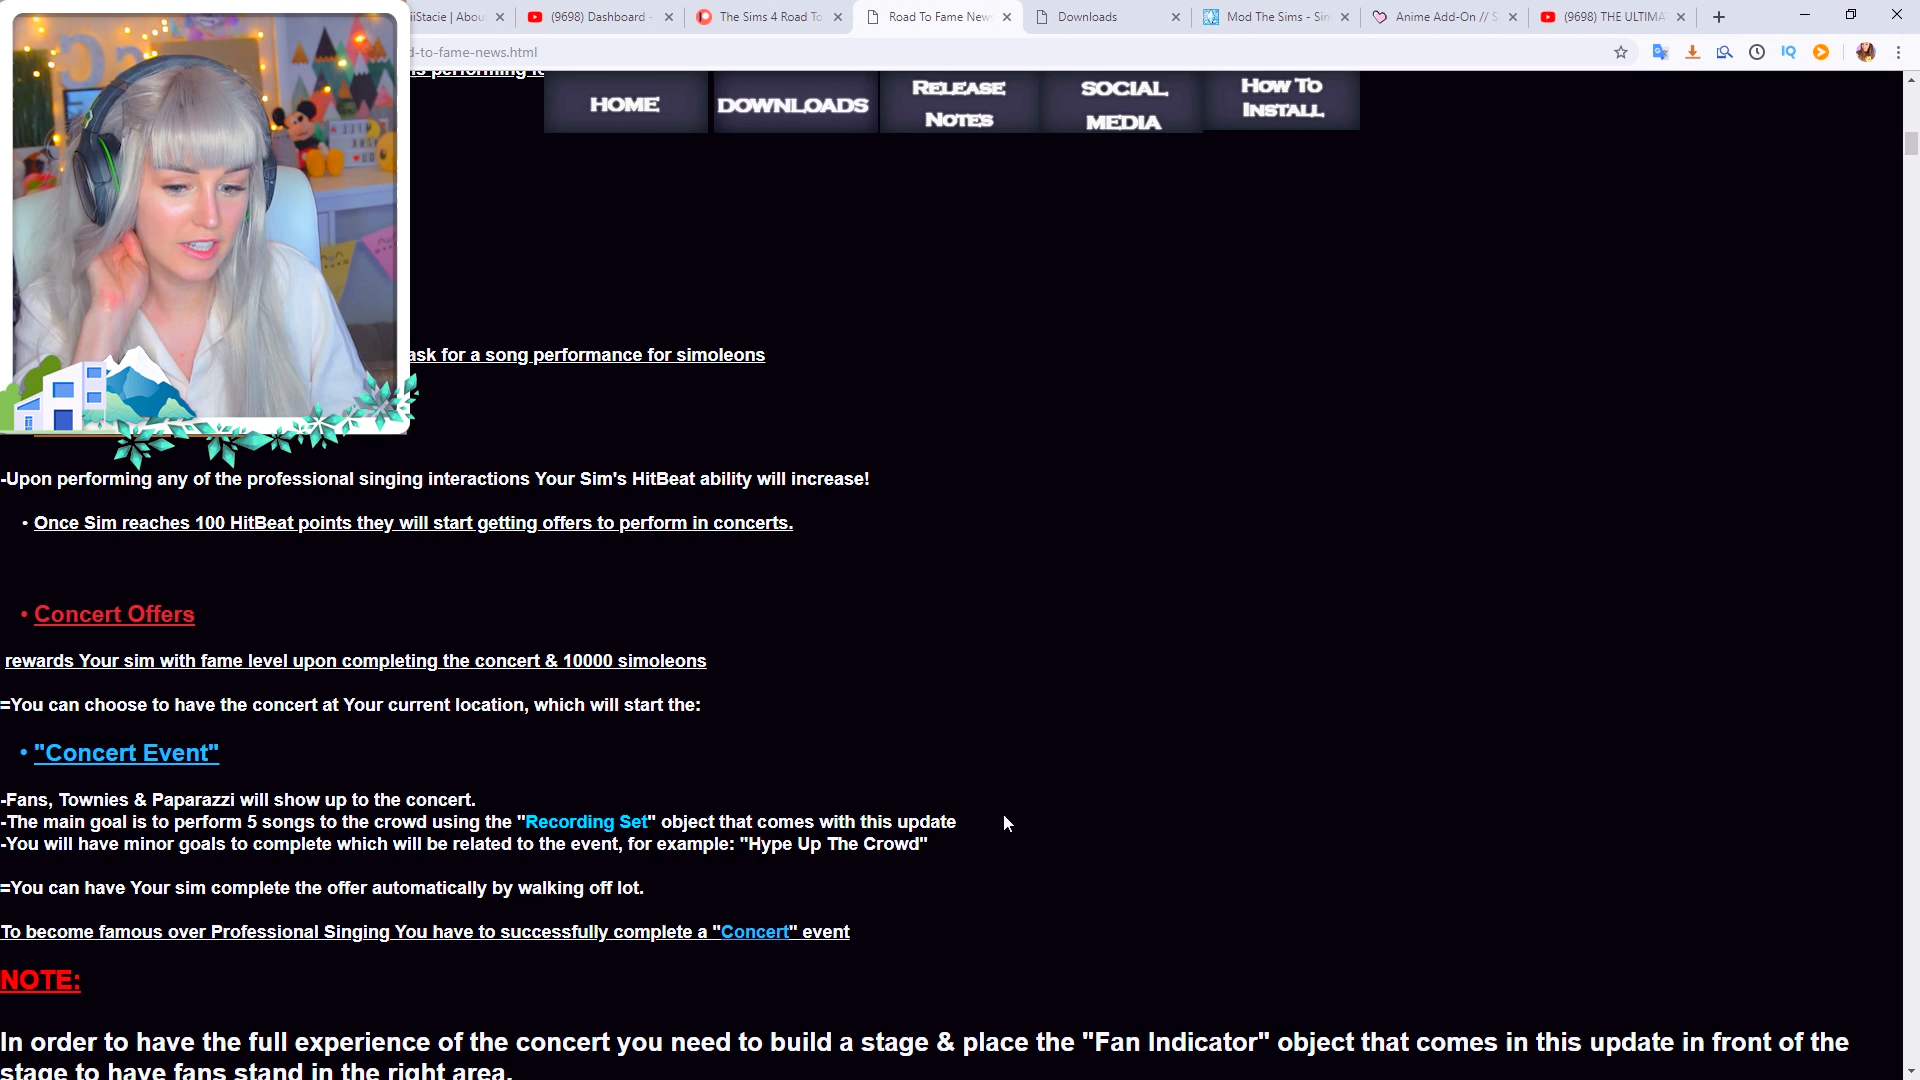 iiStacie | Abou
(9698) Dashboard -
The Sims 4 Road To
Road To Fame New
Downloads
Mod The Sims - Sin
Anime Add-On // S
(9698) THE ULTIMA
d-to-fame-news.html
is performing fo
HOME
DOWNLOADS
Release Notes
SOCIAL MEDIA
How To Install
ask for a song performance for simoleons
-Upon performing any of the professional singing interactions Your Sim's HitBeat ability will increase!
• Once Sim reaches 100 HitBeat points they will start getting offers to perform in concerts.
• Concert Offers
rewards Your sim with fame level upon completing the concert & 10000 simoleons
=You can choose to have the concert at Your current location, which will start the:
• "Concert Event"
-Fans, Townies & Paparazzi will show up to the concert.
-The main goal is to perform 5 songs to the crowd using the "Recording Set" object that comes with this update
-You will have minor goals to complete which will be related to the event, for example: "Hype Up The Crowd"
=You can have Your sim complete the offer automatically by walking off lot.
To become famous over Professional Singing You have to successfully complete a "Concert" event
NOTE:
In order to have the full experience of the concert you need to build a stage & place the "Fan Indicator" object that comes in this update in front of the
stage to have fans stand in the right area.